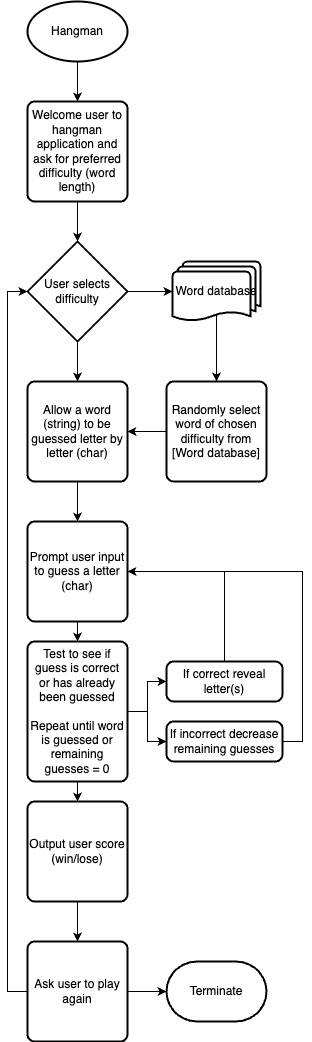 Hangman
Welcome user to
hangman
application and
ask for preferred
difficulty (word
length)
User selects
difficulty
Word database
Allow a word
(string) to be
guessed letter by
letter (char)
Randomly select
word of chosen
difficulty from
[Word database]
Prompt user input
to guess a letter
(char)
Test to see if
guess is correct
or has already
been guessed
Repeat until word
is guessed or
remaining
guesses = 0
If correct reveal
letter(s)
If incorrect decrease
remaining guesses
Output user score
(win/lose)
Ask user to play
again
Terminate